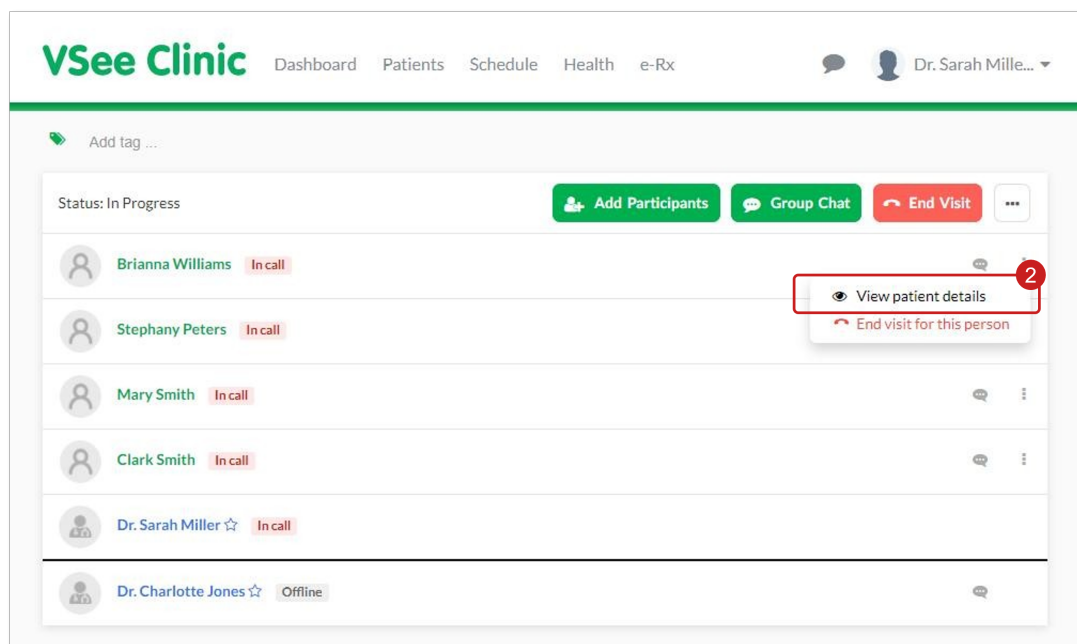 VSee Clinic Dashboard Patients Schedule Health e-Rx Dr. Sarah Mille...
Add tag ...
Status: In Progress Add Participants Group Chat End Visit ...
Brianna Williams In call
2
View patient details
Stephany Peters In call
End visit for this person
Mary Smith In call
Clark Smith In call
Dr. Sarah Miller In call
Dr. Charlotte Jones Offline